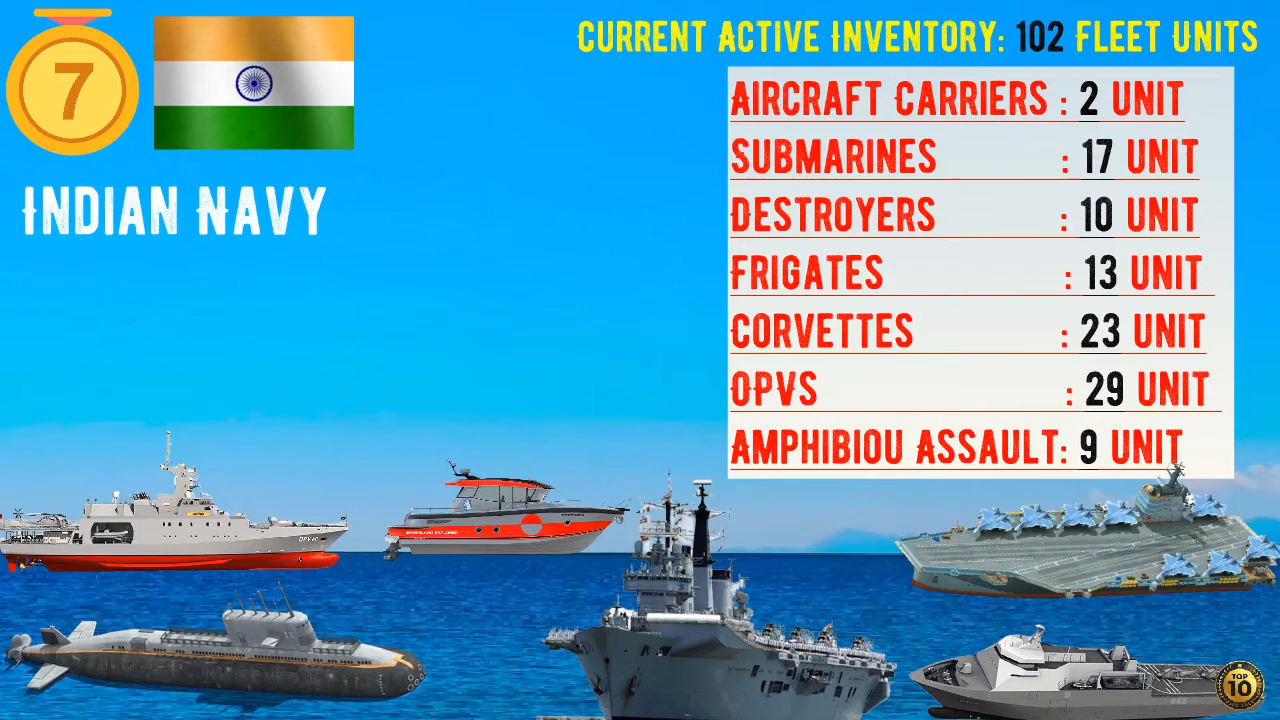 7
CURRENT ACTIVE INVENTORY: 102 FLEET UNITS
INDIAN NAVY
AIRCRAFT CARRIERS : 2 UNIT
SUBMARINES : 17 UNIT
DESTROYERS : 10 UNIT
FRIGATES : 13 UNIT
CORVETTES : 23 UNIT
OPVS : 29 UNIT
AMPHIBIOU ASSAULT: 9 UNIT
TOP
10